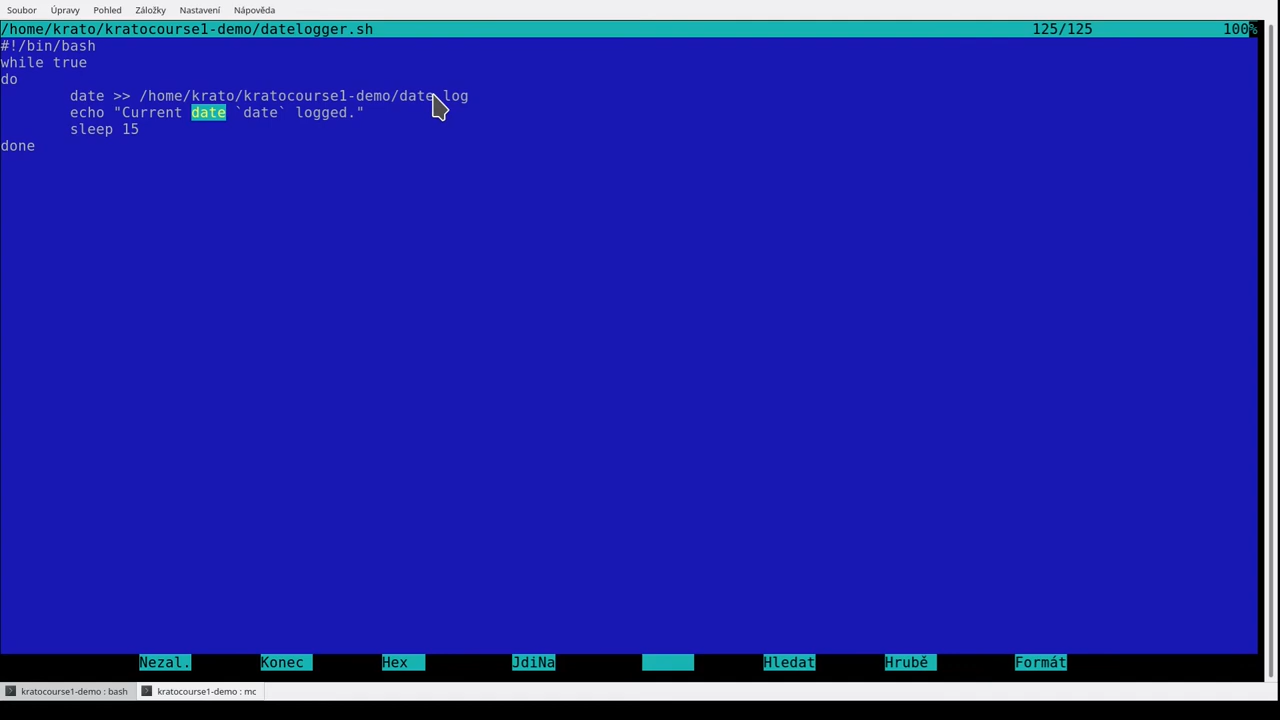 Soubor Úpravy Pohled Záložky Nastavení Nápověda
/home/krato/kratocourse1-demo/datelogger.sh 125/125 100%
#!/bin/bash
while true
do
date >> /home/krato/kratocourse1-demo/date.log
echo "Current date `date` logged."
sleep 15
done
Nezal. Konec Hex JdiNa Hledat Hrubě Formát
kratocourse1-demo : bash kratocourse1-demo : mc